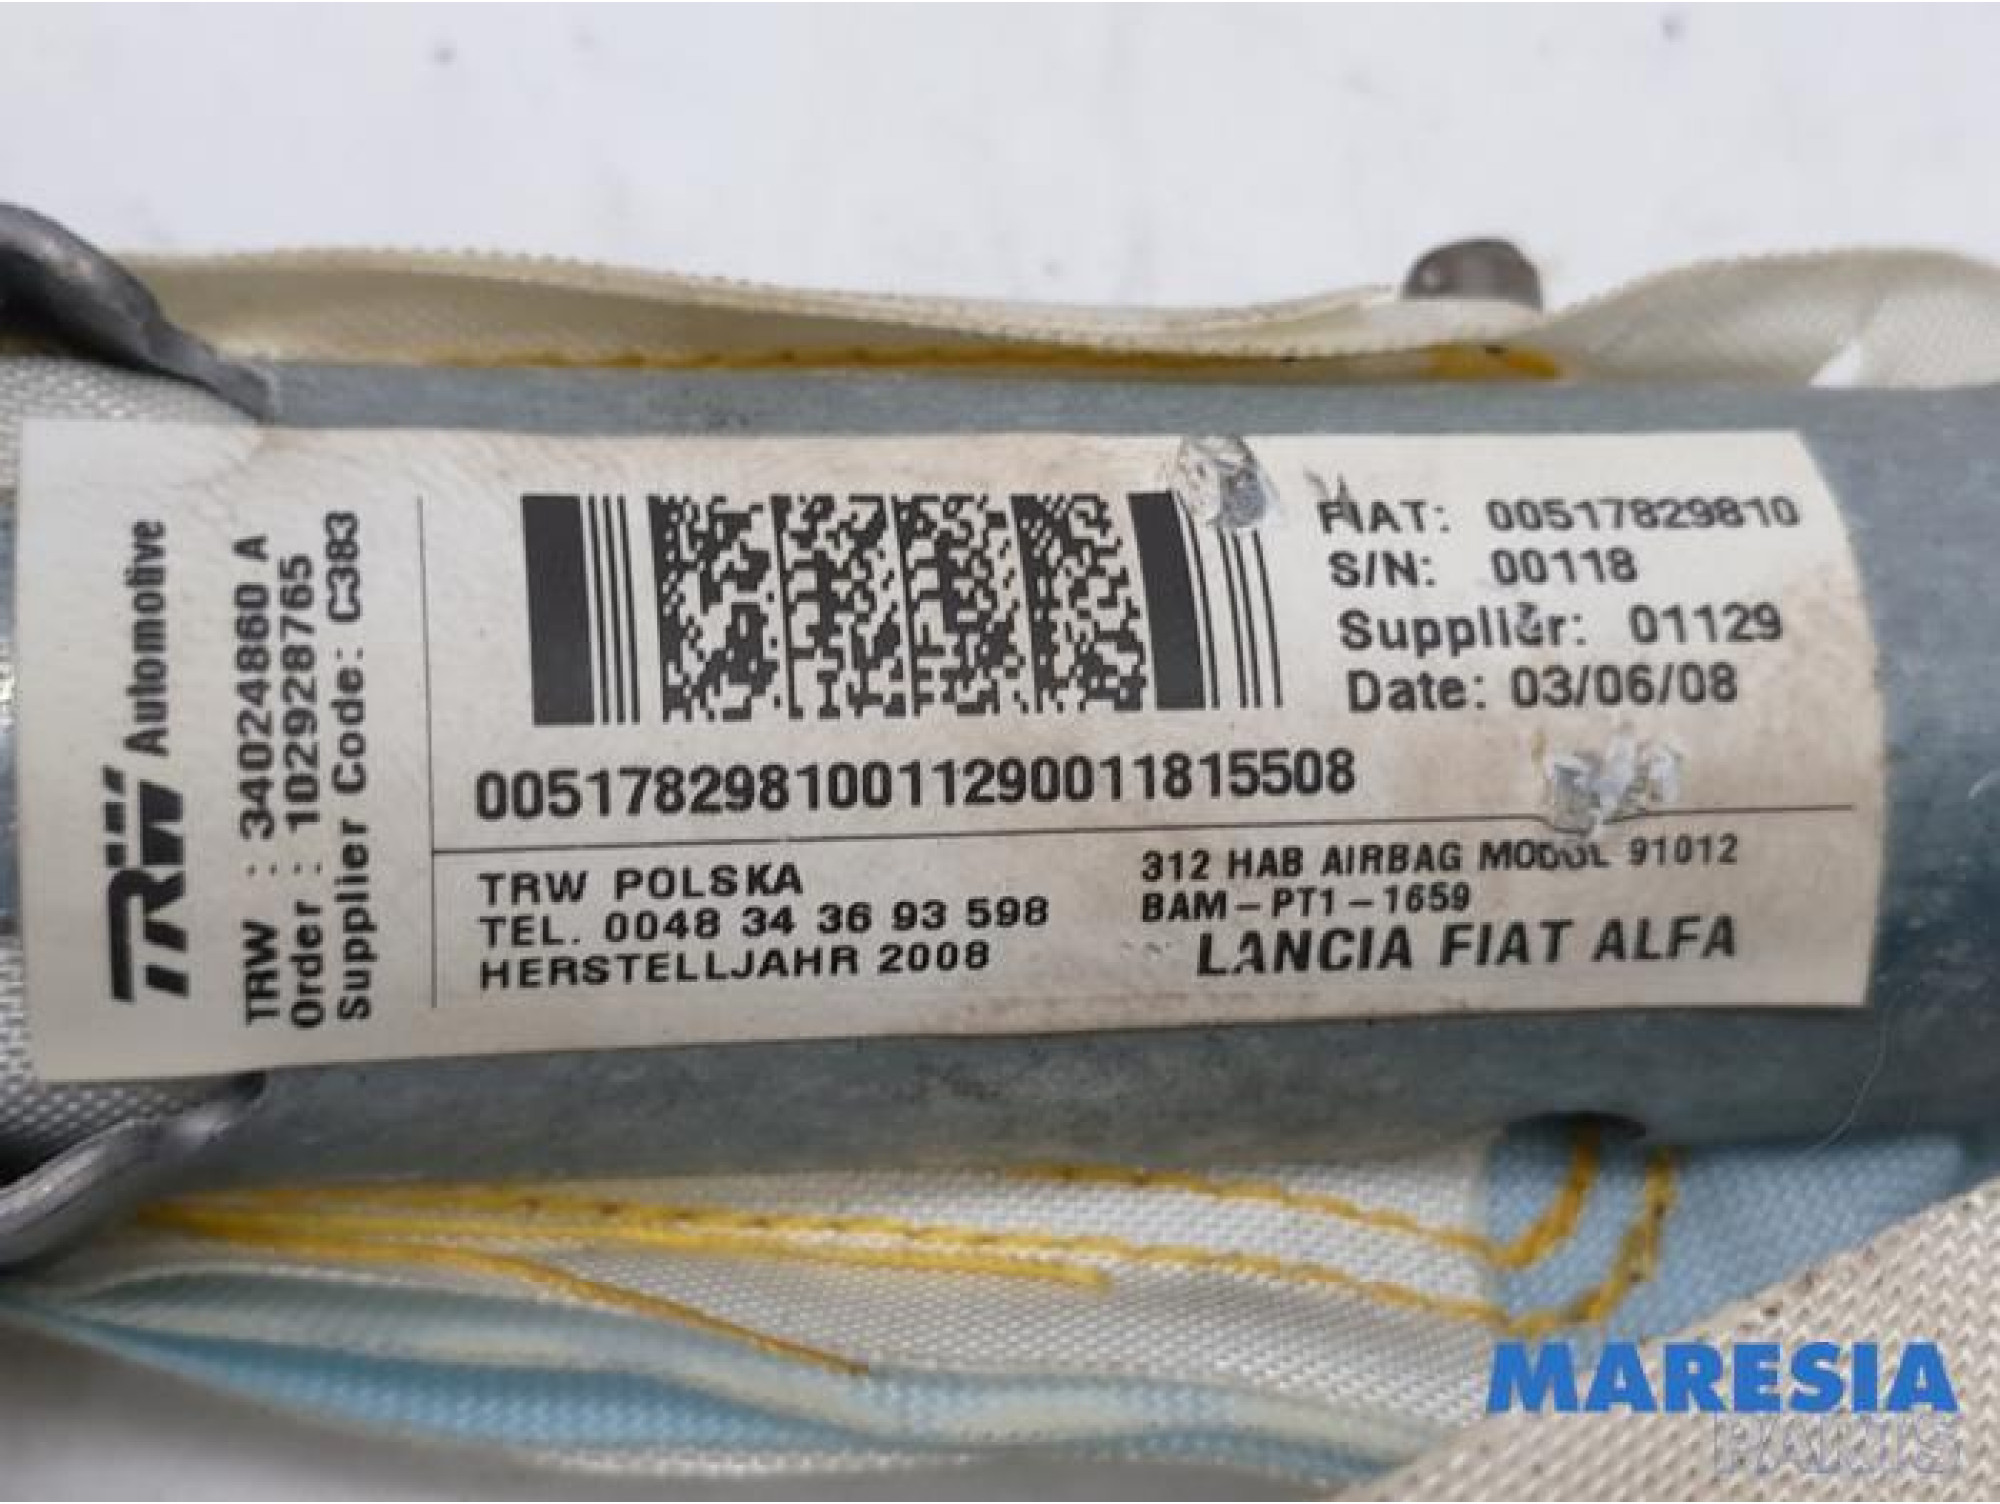 TRW Automotive
TRW : 34024860 A
Order : 102928765
Supplier Code: C383
FIAT: 00517829810
S/N: 00118
Supplier: 01129
Date: 03/06/08
00517829810011290011815508
TRW POLSKA
TEL. 0048 34 36 93 598
HERSTELLJAHR 2008
312 HAB AIRBAG MODUL 91012
BAM-PT1-1659
LANCIA FIAT ALFA
MARESIA
PARTS